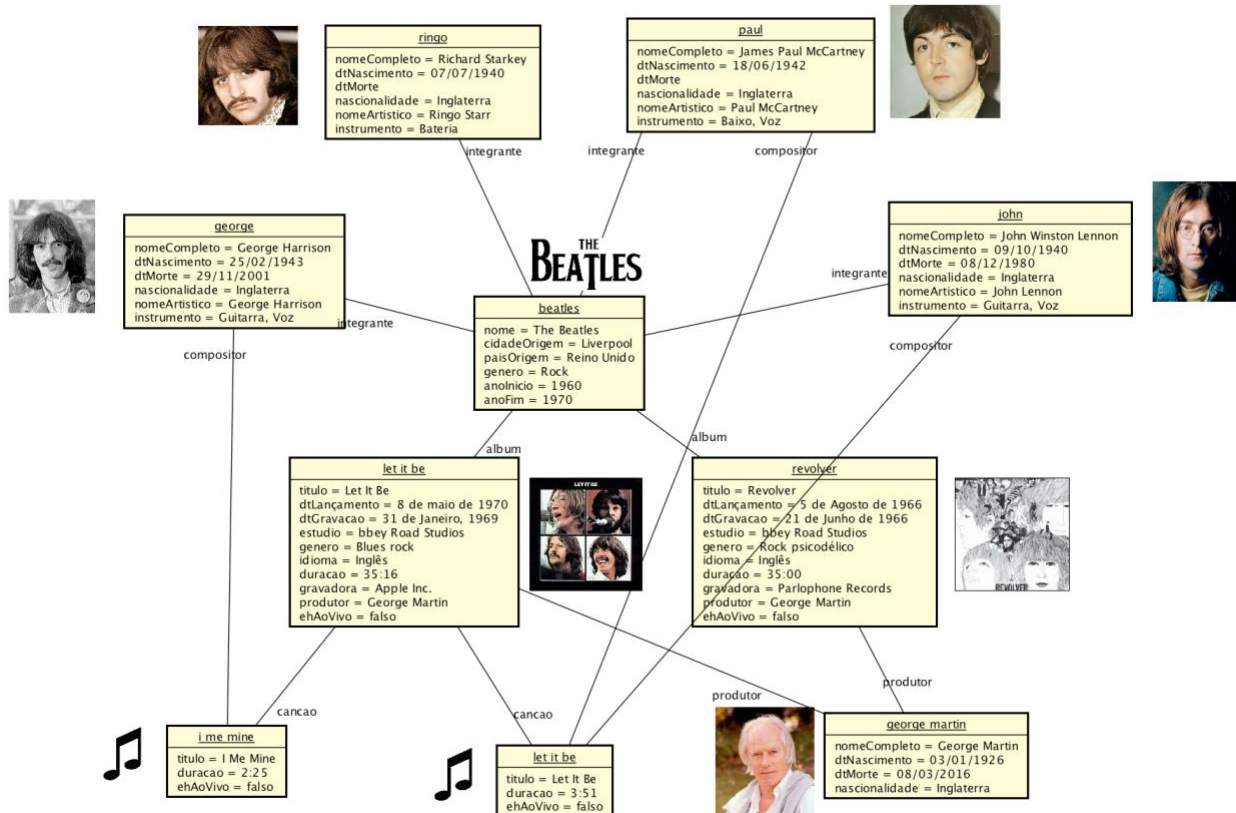 ringo
nomeCompleto = Richard Starkey
dtNascimento = 07/07/1940
dtMorte
nascionalidade = Inglaterra
nomeArtistico = Ringo Starr
instrumento = Bateria
paul
nomeCompleto = James Paul McCartney
dtNascimento = 18/06/1942
dtMorte
nascionalidade = Inglaterra
nomeArtistico = Paul McCartney
instrumento = Baixo, Voz
integrante
integrante
compositor
george
nomeCompleto = George Harrison
dtNascimento = 25/02/1943
dtMorte = 29/11/2001
nascionalidade = Inglaterra
nomeArtistico = George Harrison
instrumento = Guitarra, Voz
john
nomeCompleto = John Winston Lennon
dtNascimento = 09/10/1940
dtMorte = 08/12/1980
nascionalidade = Inglaterra
nomeArtistico = John Lennon
instrumento = Guitarra, Voz
THE
BEATLES
integrante
integrante
compositor
compositor
beatles
nome = The Beatles
cidadeOrigem = Liverpool
paisOrigem = Reino Unido
genero = Rock
anoInicio = 1960
anoFim = 1970
album
album
let it be
titulo = Let It Be
dtLançamento = 8 de maio de 1970
dtGravacao = 31 de Janeiro, 1969
estudio = bbey Road Studios
genero = Blues rock
idioma = Inglês
duracao = 35:16
gravadora = Apple Inc.
produtor = George Martin
ehAoVivo = falso
LET IT BE
revolver
titulo = Revolver
dtLançamento = 5 de Agosto de 1966
dtGravacao = 21 de Junho de 1966
estudio = bbey Road Studios
genero = Rock psicodélico
idioma = Inglês
duracao = 35:00
gravadora = Parlophone Records
produtor = George Martin
ehAoVivo = falso
REVOLVER
cancao
cancao
produtor
produtor
i me mine
titulo = I Me Mine
duracao = 2:25
ehAoVivo = falso
let it be
titulo = Let It Be
duracao = 3:51
ehAoVivo = falso
george martin
nomeCompleto = George Martin
dtNascimento = 03/01/1926
dtMorte = 08/03/2016
nascionalidade = Inglaterra